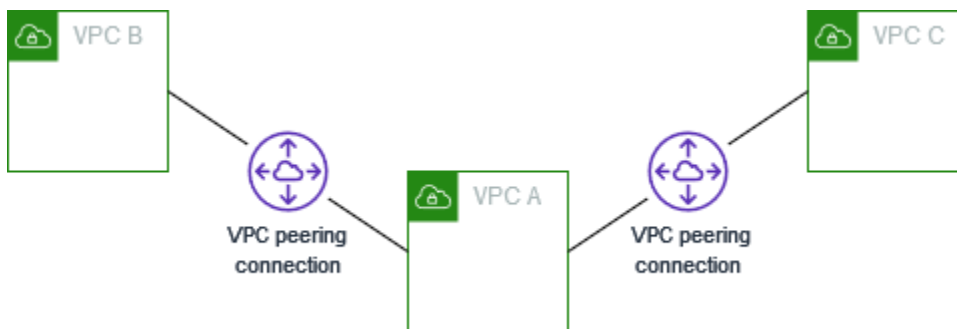 VPC B
VPC C
VPC A
VPC peering
connection
VPC peering
connection